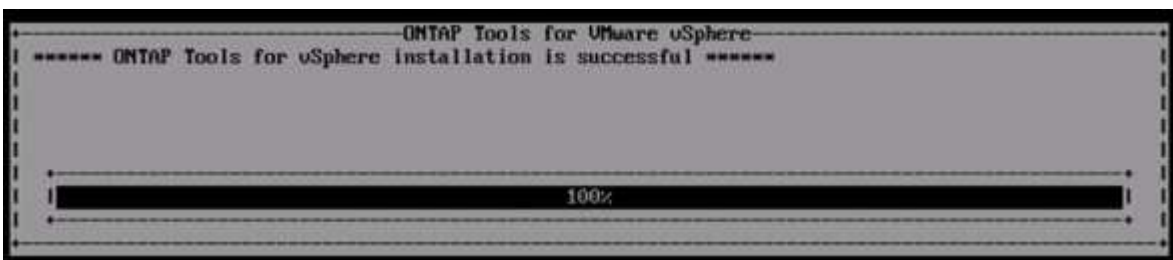 ONTAP Tools for VMware vSphere
====== ONTAP Tools for vSphere installation is successful ======
100%